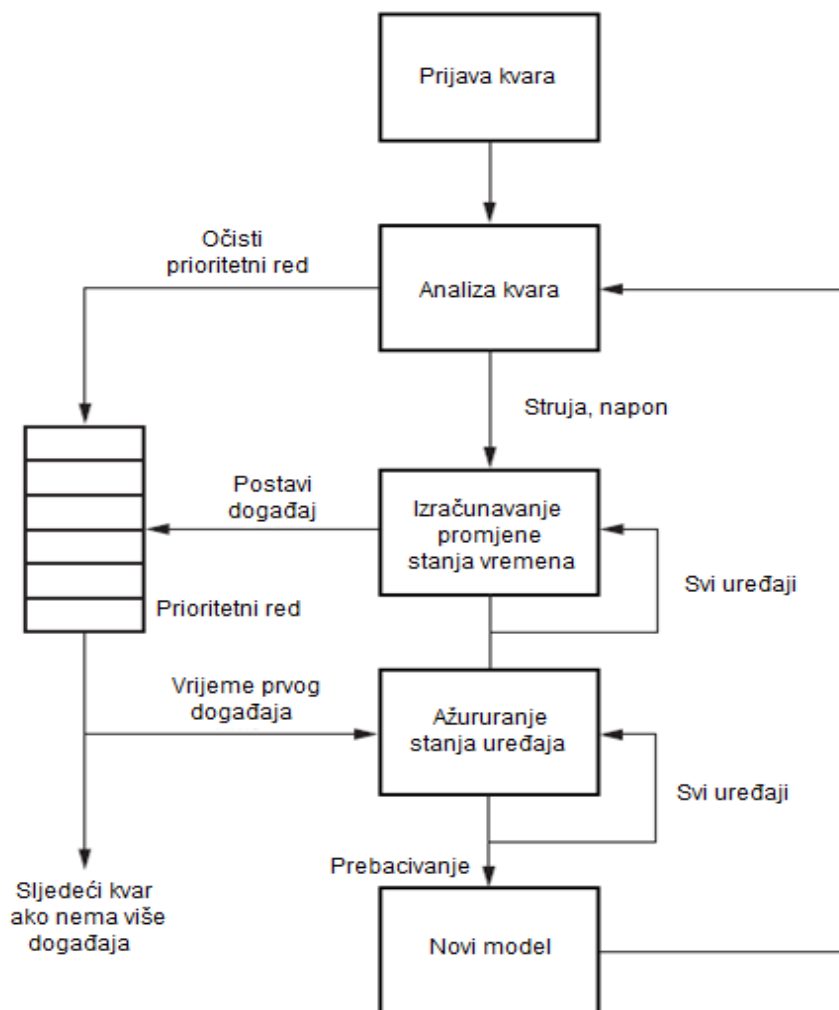 Prijava kvara
Očisti
prioritetni red
Analiza kvara
Struja, napon
Postavi
događaj
Izračunavanje
promjene
stanja vremena
Svi uređaji
Prioritetni red
Vrijeme prvog
događaja
Ažururanje
stanja uređaja
Svi uređaji
Prebacivanje
Sljedeći kvar
ako nema više
događaja
Novi model